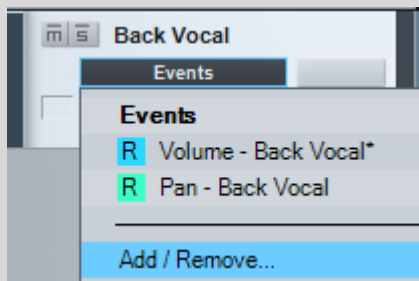 m s Back Vocal
Events
Events
R Volume - Back Vocal*
R Pan - Back Vocal
Add / Remove...